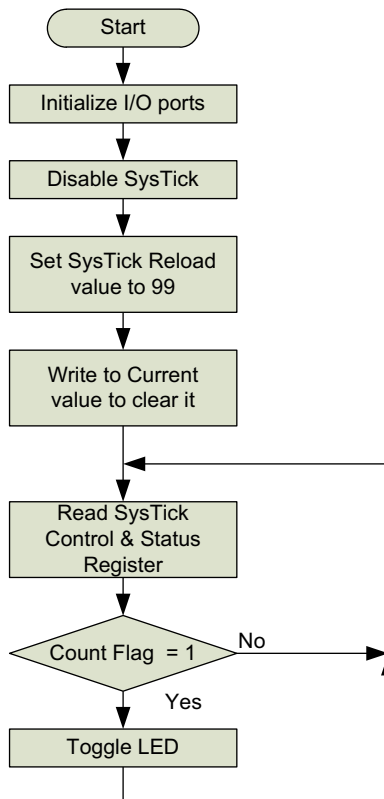 Start
Initialize I/O ports
Disable SysTick
Set SysTick Reload
value to 99
Write to Current
value to clear it
Read SysTick
Control & Status
Register
Count Flag = 1
No
Yes
Toggle LED